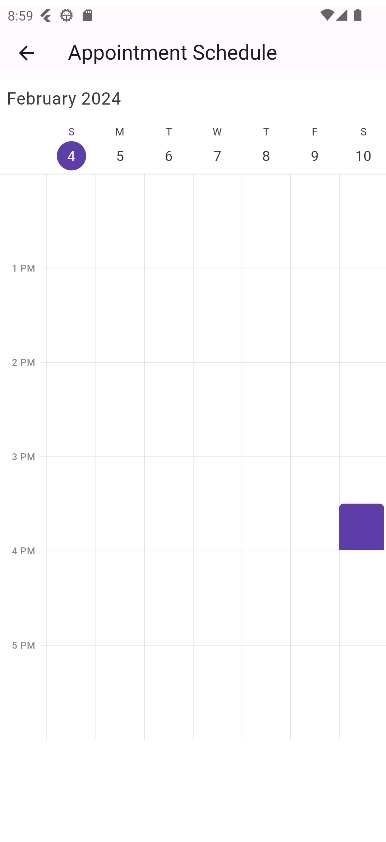 8:59
Appointment Schedule
February 2024
S M T W T F S
4 5 6 7 8 9 10
1 PM
2 PM
3 PM
4 PM
5 PM